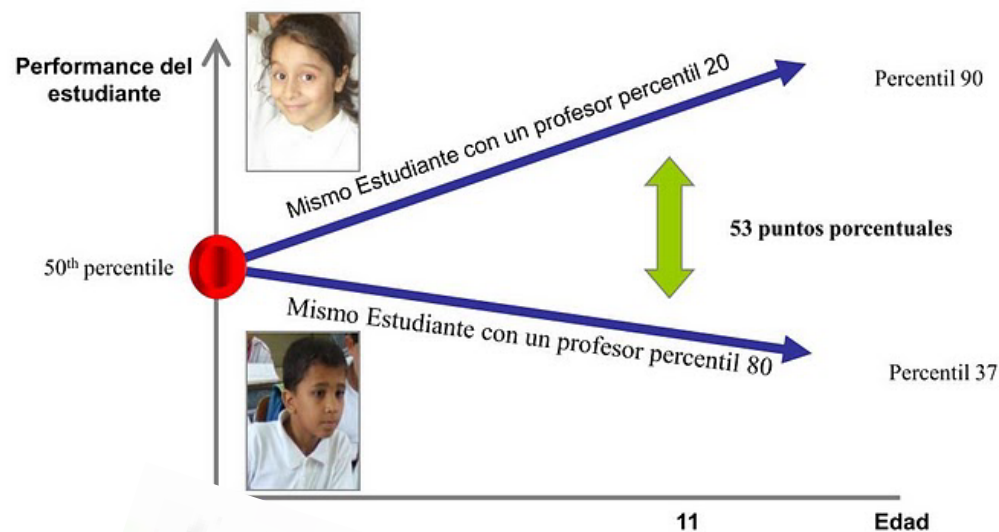 Performance del
estudiante
Mismo Estudiante con un profesor percentil 20
Percentil 90
53 puntos porcentuales
50th percentile
Mismo Estudiante con un profesor percentil 80
Percentil 37
11
Edad